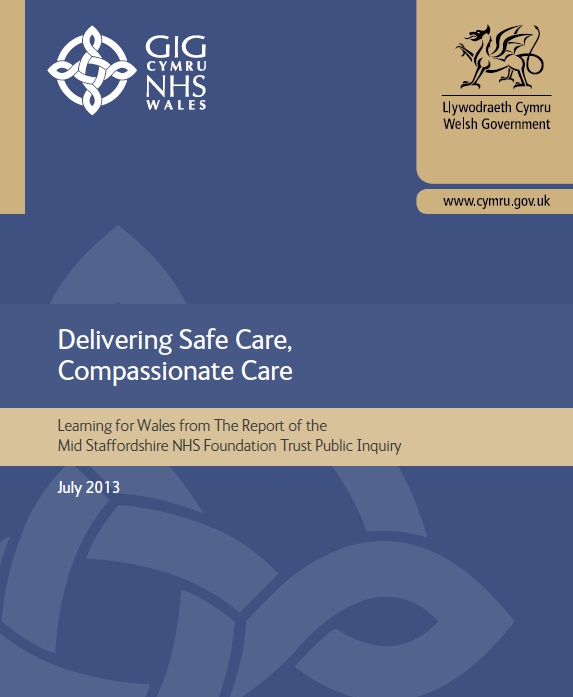 GIG
CYMRU
NHS
WALES
Llywodraeth Cymru
Welsh Government
www.cymru.gov.uk
Delivering Safe Care,
Compassionate Care
Learning for Wales from The Report of the
Mid Staffordshire NHS Foundation Trust Public Inquiry
July 2013